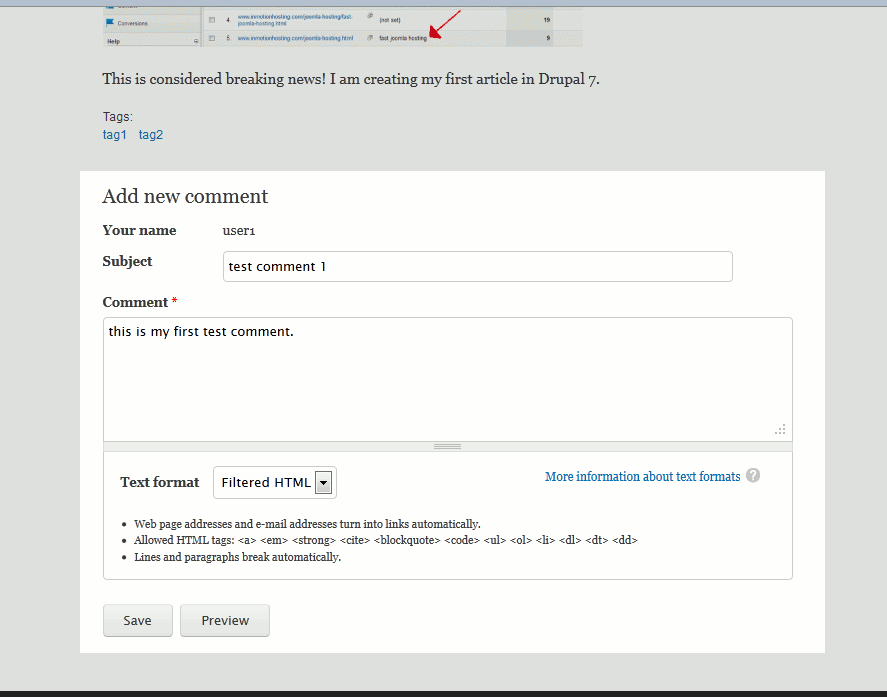 4. www.inmotionhosting.com/joomla-hosting/fast- (not set) 19
joomla-hosting.html
Conversions
Help 5. www.inmotionhosting.com/joomla-hosting.html fast joomla hosting 9
This is considered breaking news! I am creating my first article in Drupal 7.
Tags:
tag1 tag2
Add new comment
Your name user1
Subject test comment 1
Comment *
this is my first test comment.
Text format Filtered HTML More information about text formats ?
• Web page addresses and e-mail addresses turn into links automatically.
• Allowed HTML tags: <a> <em> <strong> <cite> <blockquote> <code> <ul> <ol> <li> <dl> <dt> <dd>
• Lines and paragraphs break automatically.
Save Preview